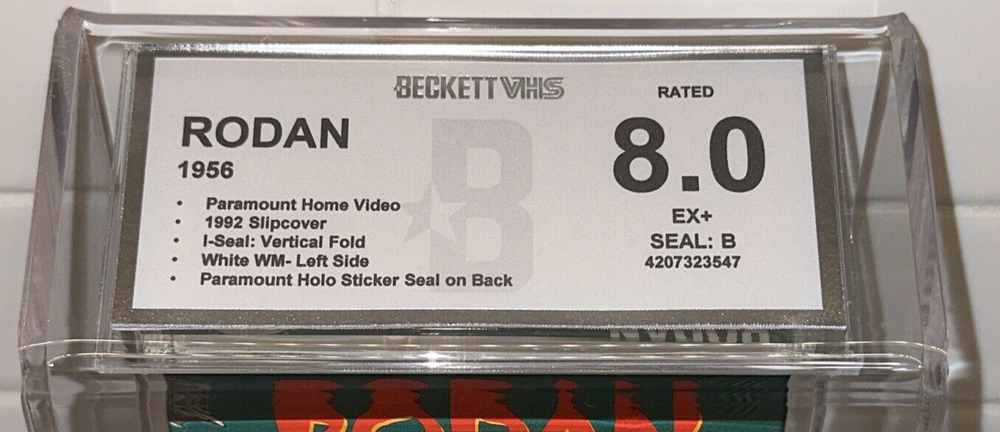 BECKETT VHS
RATED
RODAN
8.0
1956
EX+
SEAL: B
4207323547
• Paramount Home Video
• 1992 Slipcover
• I-Seal: Vertical Fold
• White WM- Left Side
• Paramount Holo Sticker Seal on Back
B
RODAN